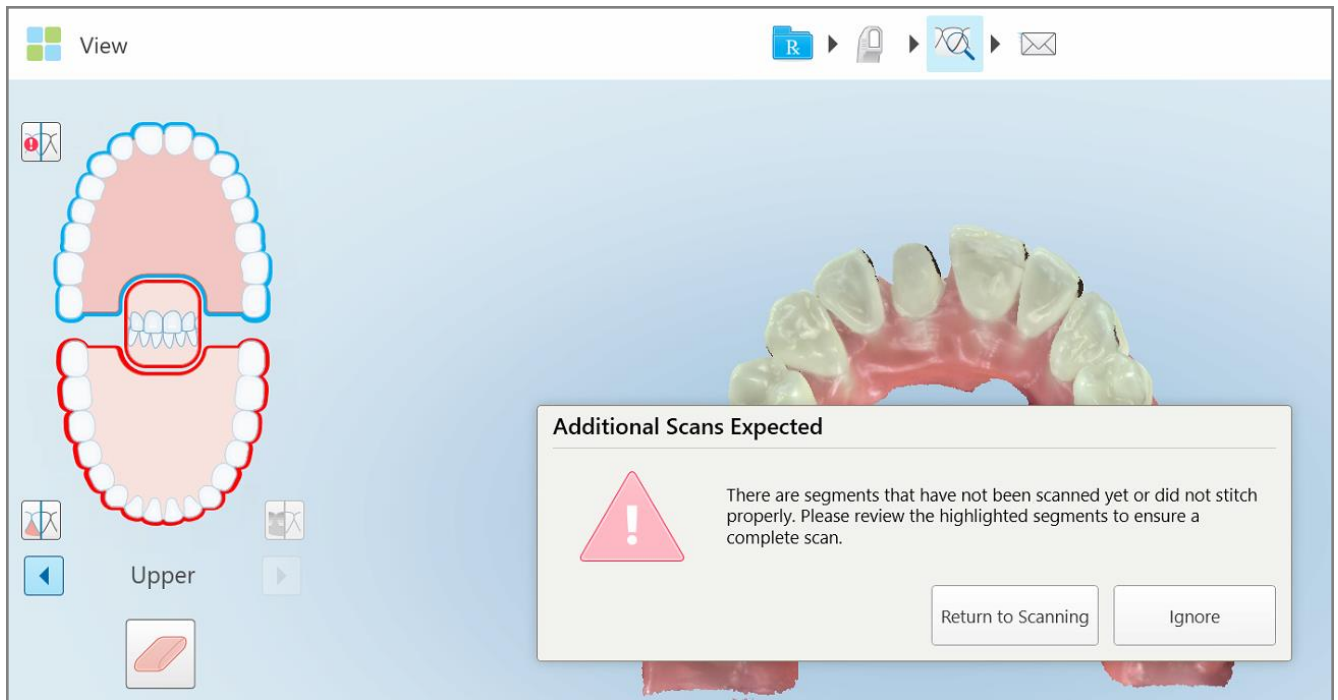 View
R
Additional Scans Expected
There are segments that have not been scanned yet or did not stitch
properly. Please review the highlighted segments to ensure a
complete scan.
Return to Scanning
Ignore
Upper